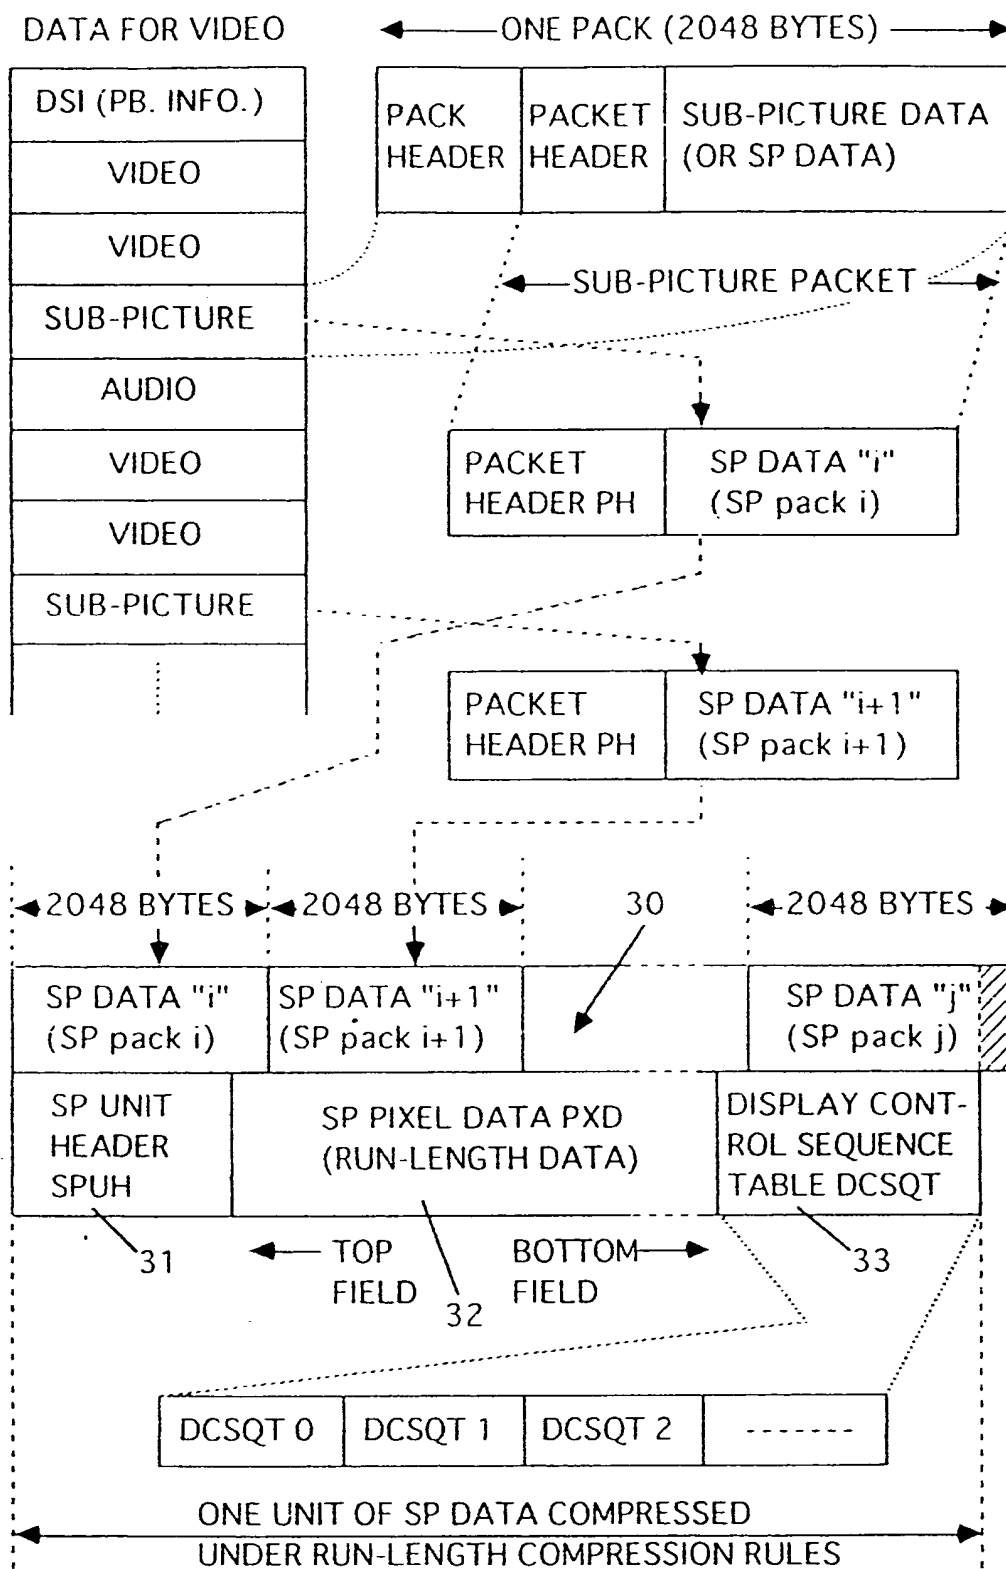 DATA FOR VIDEO
ONE PACK (2048 BYTES)
DSI (PB. INFO.)
VIDEO
VIDEO
SUB-PICTURE
AUDIO
VIDEO
VIDEO
SUB-PICTURE
PACK
HEADER
PACKET
HEADER
SUB-PICTURE DATA
(OR SP DATA)
SUB-PICTURE PACKET
PACKET
HEADER PH
SP DATA "i"
(SP pack i)
PACKET
HEADER PH
SP DATA "i+1"
(SP pack i+1)
2048 BYTES
2048 BYTES
30
2048 BYTES
SP DATA "i"
(SP pack i)
SP DATA "i+1"
(SP pack i+1)
SP DATA "j"
(SP pack j)
SP UNIT
HEADER
SPUH
SP PIXEL DATA PXD
(RUN-LENGTH DATA)
DISPLAY CONT-
ROL SEQUENCE
TABLE DCSQT
31
TOP
FIELD
32
BOTTOM
FIELD
33
DCSQT 0
DCSQT 1
DCSQT 2
ONE UNIT OF SP DATA COMPRESSED
UNDER RUN-LENGTH COMPRESSION RULES